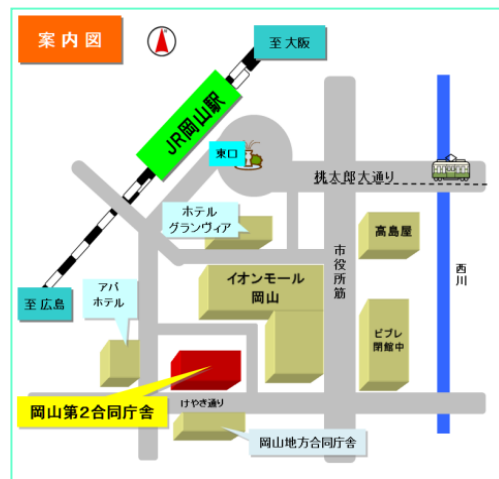 案内図
至 大阪
JR岡山駅
東口
桃太郎大通り
ホテル
グランヴィア
高島屋
市役所筋
西川
イオンモール
岡山
至 広島
アパ
ホテル
ビブレ
閉館中
岡山第2合同庁舎
けやき通り
岡山地方合同庁舎